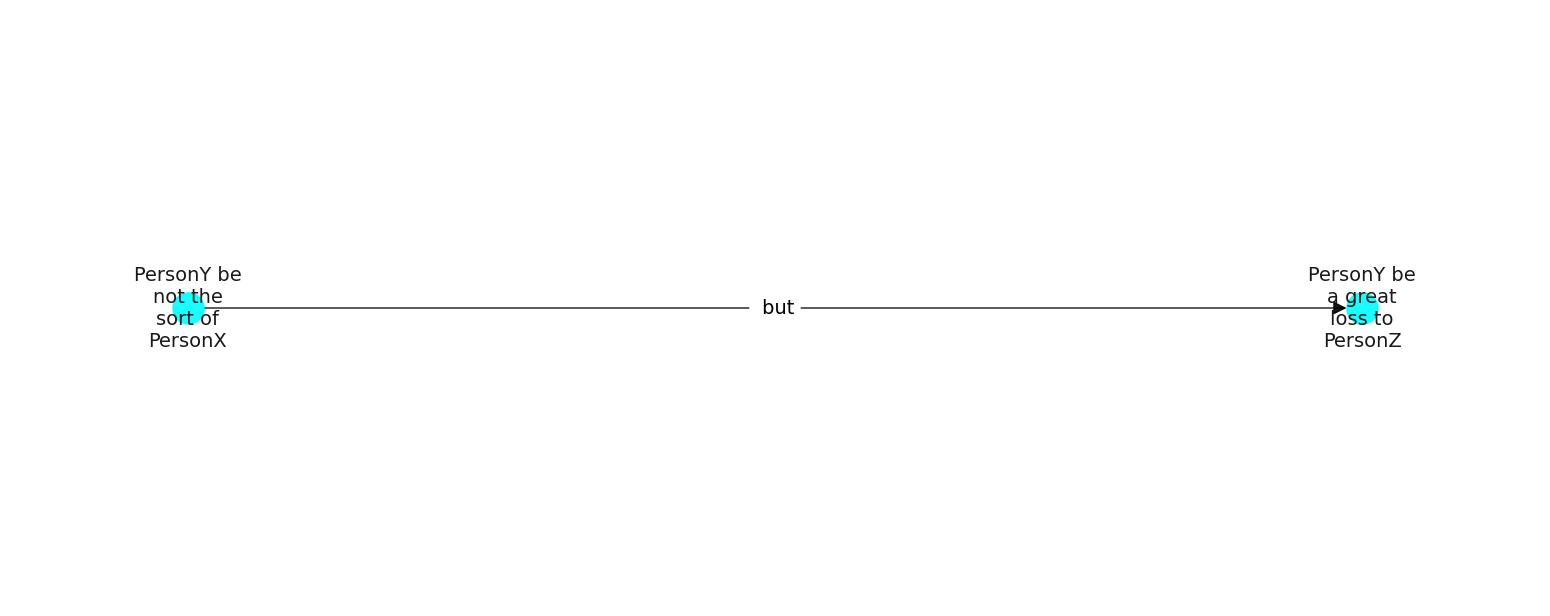 PersonY be
not the
sort of
PersonX
but
PersonY be
a great
loss to
PersonZ